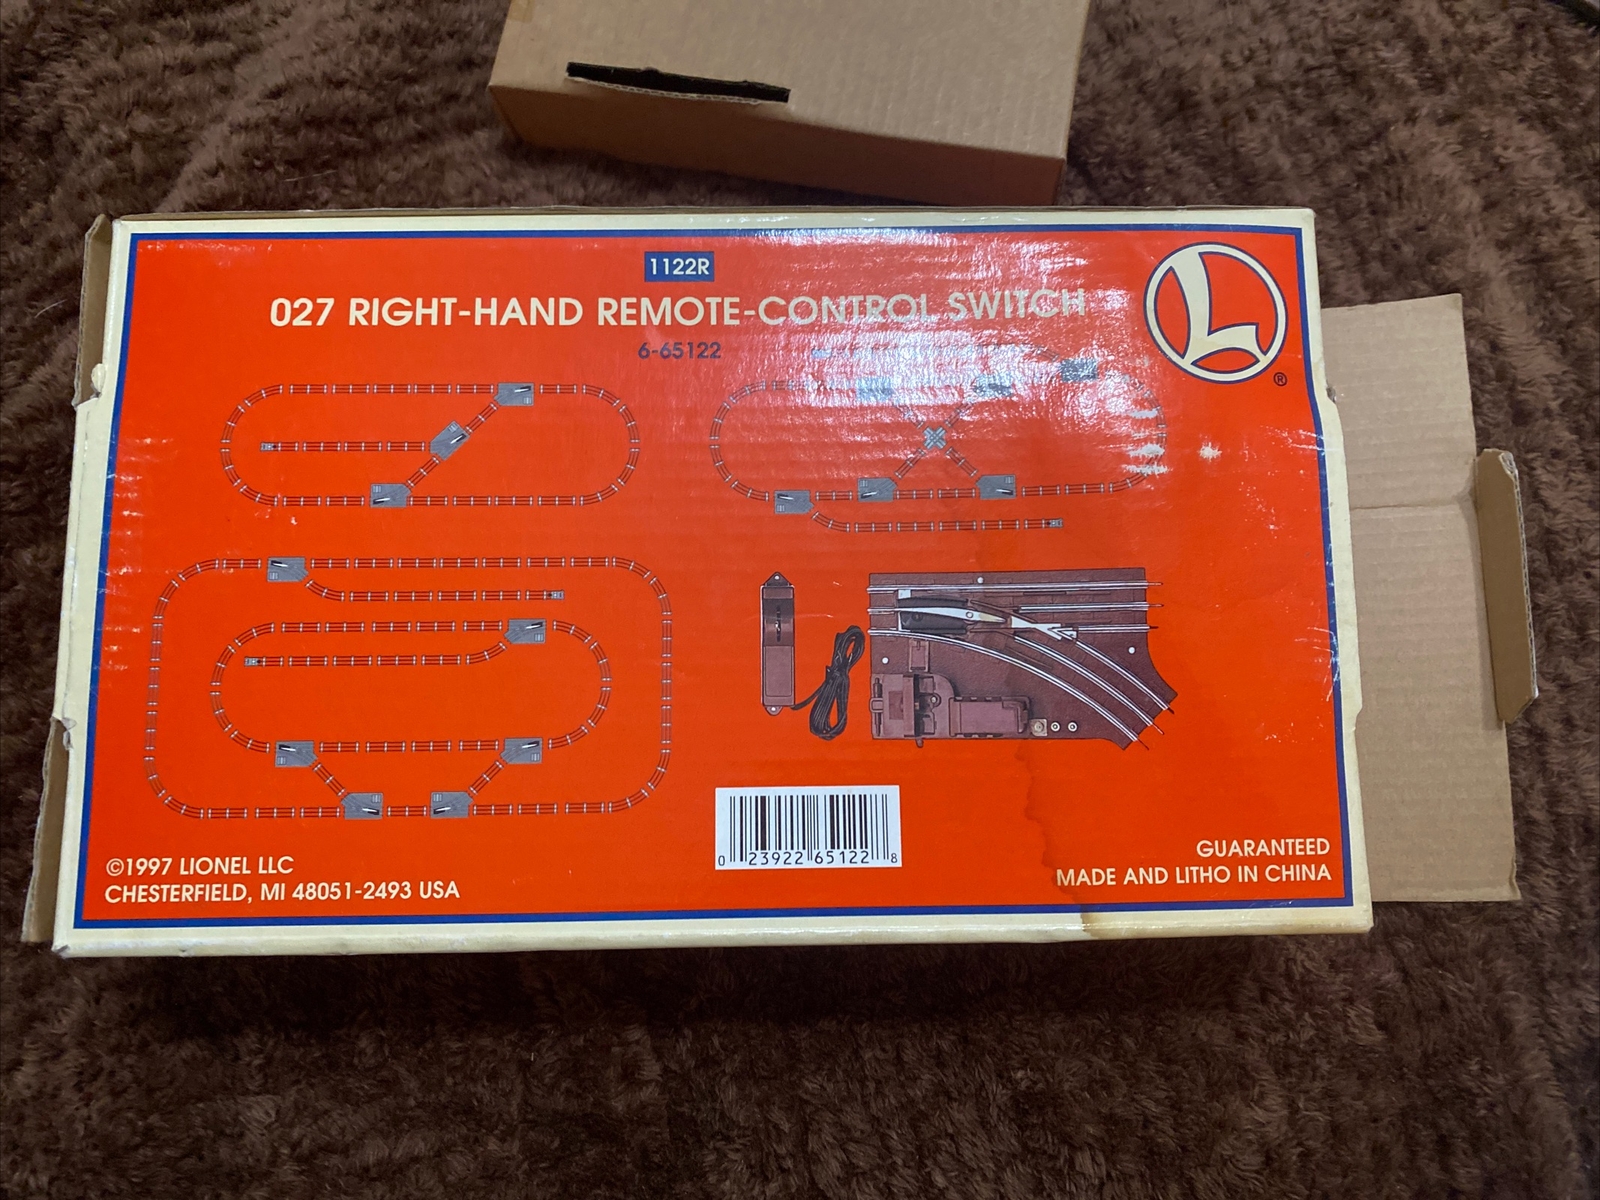 1122R
027 RIGHT-HAND REMOTE-CONTROL SWITCH
6-65122
L
®
0 23922 65122 8
©1997 LIONEL LLC
CHESTERFIELD, MI 48051-2493 USA
GUARANTEED
MADE AND LITHO IN CHINA